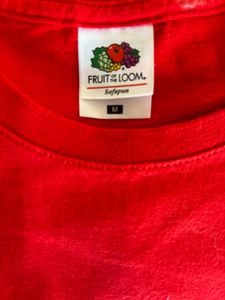 FRUIT OF THE LOOM®
Sofspun
M